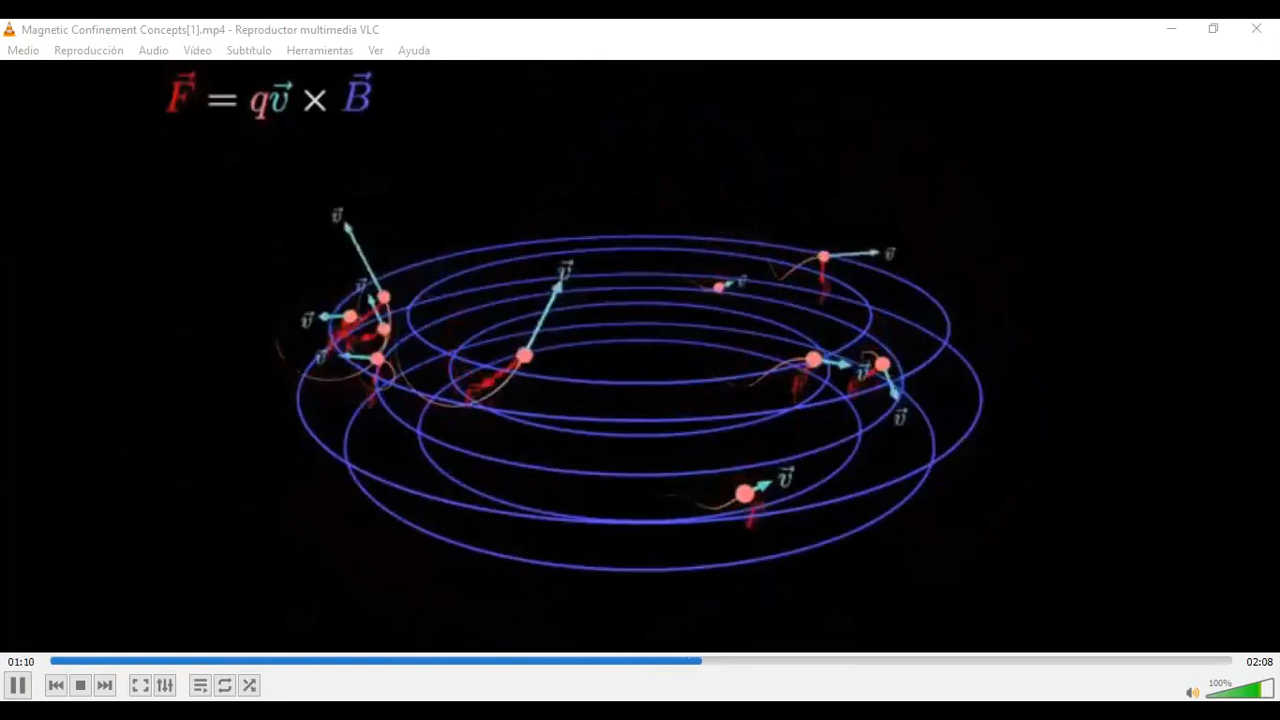 Magnetic Confinement Concepts[1].mp4 - Reproductor multimedia VLC
Medio Reproducción Audio Vídeo Subtítulo Herramientas Ver Ayuda
F⃗ = qv⃗ × B⃗
v⃗
v⃗
v⃗
v⃗
v⃗
v⃗
v⃗
v⃗
v⃗
v⃗
01:10
02:08
100%